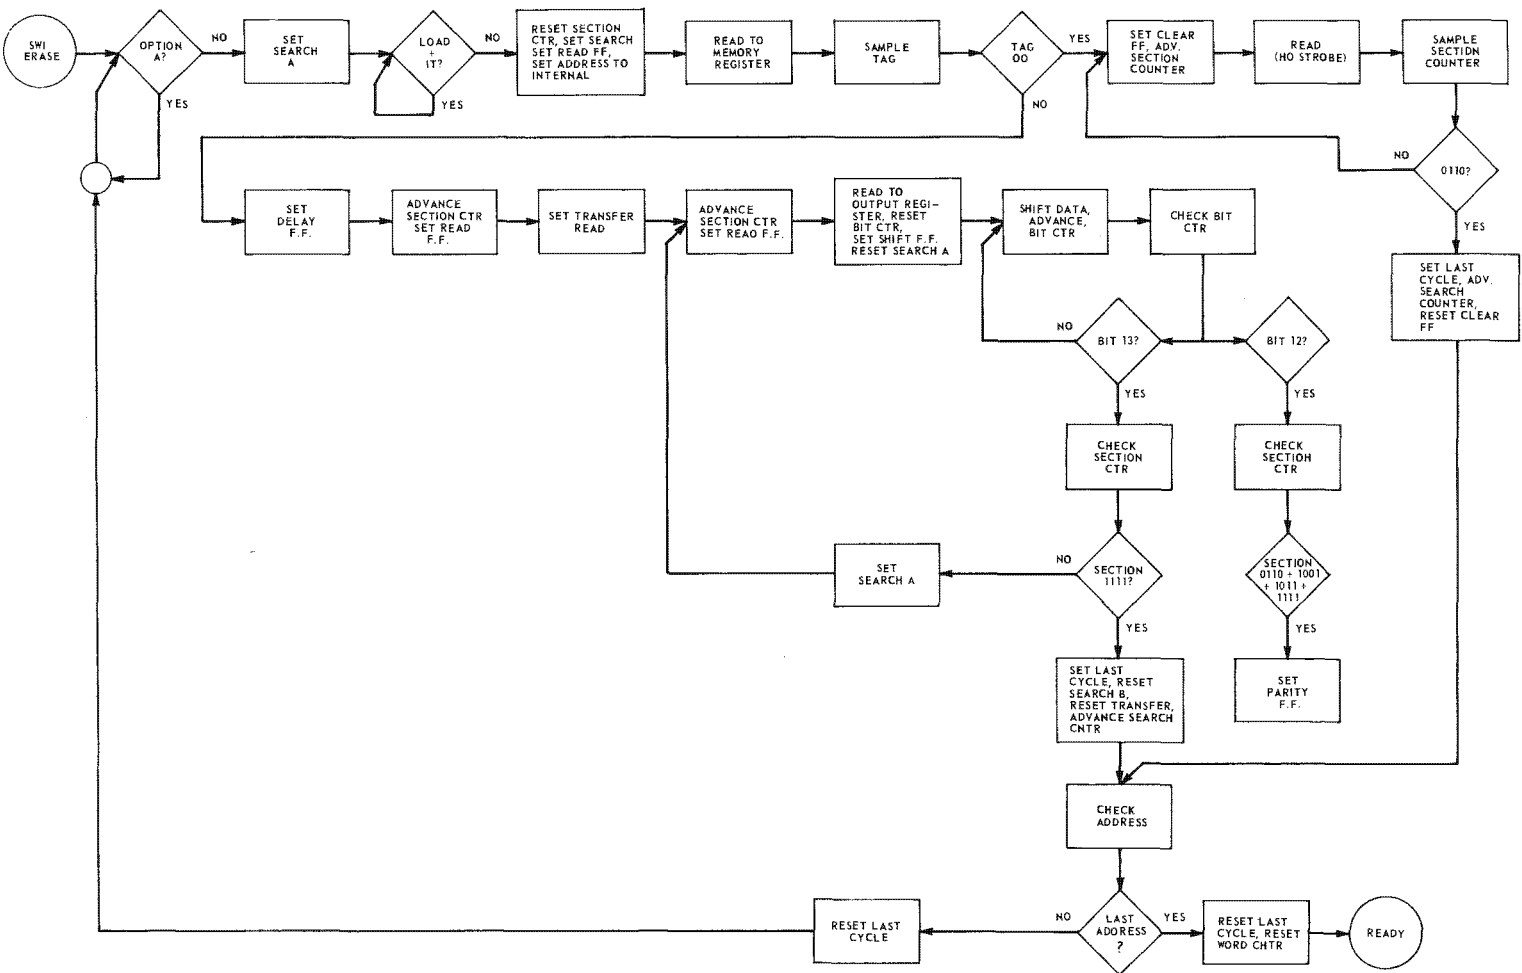 SWI
ERASE
OPTION
A?
NO
YES
SET
SEARCH
A
LOAD
+
IT?
NO
YES
RESET SECTION
CTR, SET SEARCH
SET READ FF,
SET ADDRESS TO
INTERNAL
READ TO
MEMORY
REGISTER
SAMPLE
TAG
TAG
OO
YES
NO
SET CLEAR
FF, ADV.
SECTION
COUNTER
READ
(HO STROBE)
SAMPLE
SECTION
COUNTER
0110?
NO
YES
SET
DELAY
F.F.
ADVANCE
SECTION CTR
SET READ
F.F.
SET TRANSFER
READ
ADVANCE
SECTION CTR
SET REAO F.F.
READ TO
OUTPUT REGI-
STER, RESET
BIT CTR,
SET SHIFT F.F.
RESET SEARCH A
SHIFT DATA,
ADVANCE,
BIT CTR
CHECK BIT
CTR
SET LAST
CYCLE, ADV.
SEARCH
COUNTER,
RESET CLEAR
FF
NO
BIT 13?
YES
BIT 12?
YES
CHECK
SECTION
CTR
CHECK
SECTIOH
CTR
SET
SEARCH A
NO
SECTION
1111?
YES
SECTION
0110 + 1001
+ 1011 +
1111
YES
SET LAST
CYCLE, RESET
SEARCH B,
RESET TRANSFER,
ADVANCE SEARCH
CNTR
SET
PARITY
F.F.
CHECK
ADDRESS
RESET LAST
CYCLE
NO
LAST
ADDRESS
?
YES
RESET LAST
CYCLE, RESET
WORD CHTR
READY